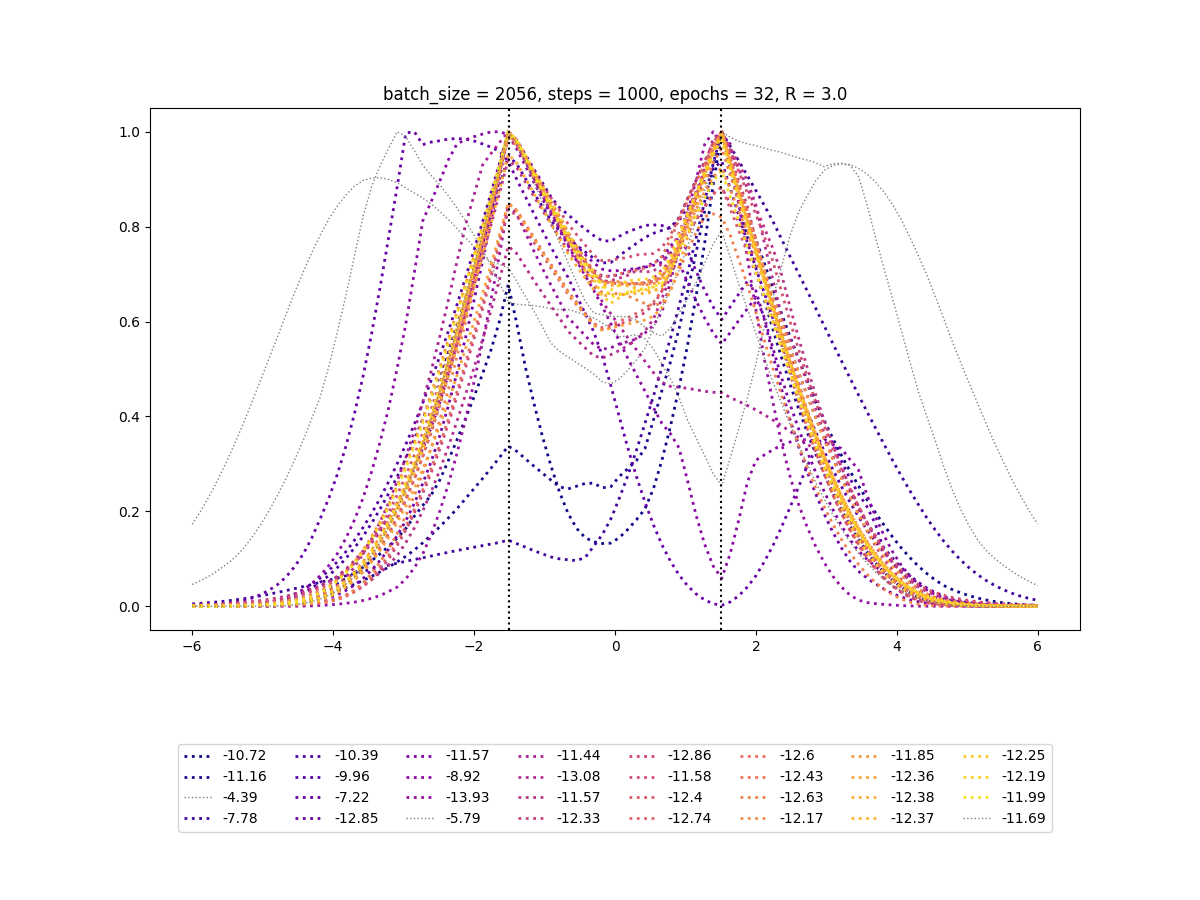 batch_size = 2056, steps = 1000, epochs = 32, R = 3.0
1.0
0.8
0.6
0.4
0.2
0.0
−6 −4 −2 0 2 4 6
-10.72 -10.39 -11.57 -11.44 -12.86 -12.6 -11.85 -12.25
-11.16 -9.96 -8.92 -13.08 -11.58 -12.43 -12.36 -12.19
-4.39 -7.22 -13.93 -11.57 -12.4 -12.63 -12.38 -11.99
-7.78 -12.85 -5.79 -12.33 -12.74 -12.17 -12.37 -11.69